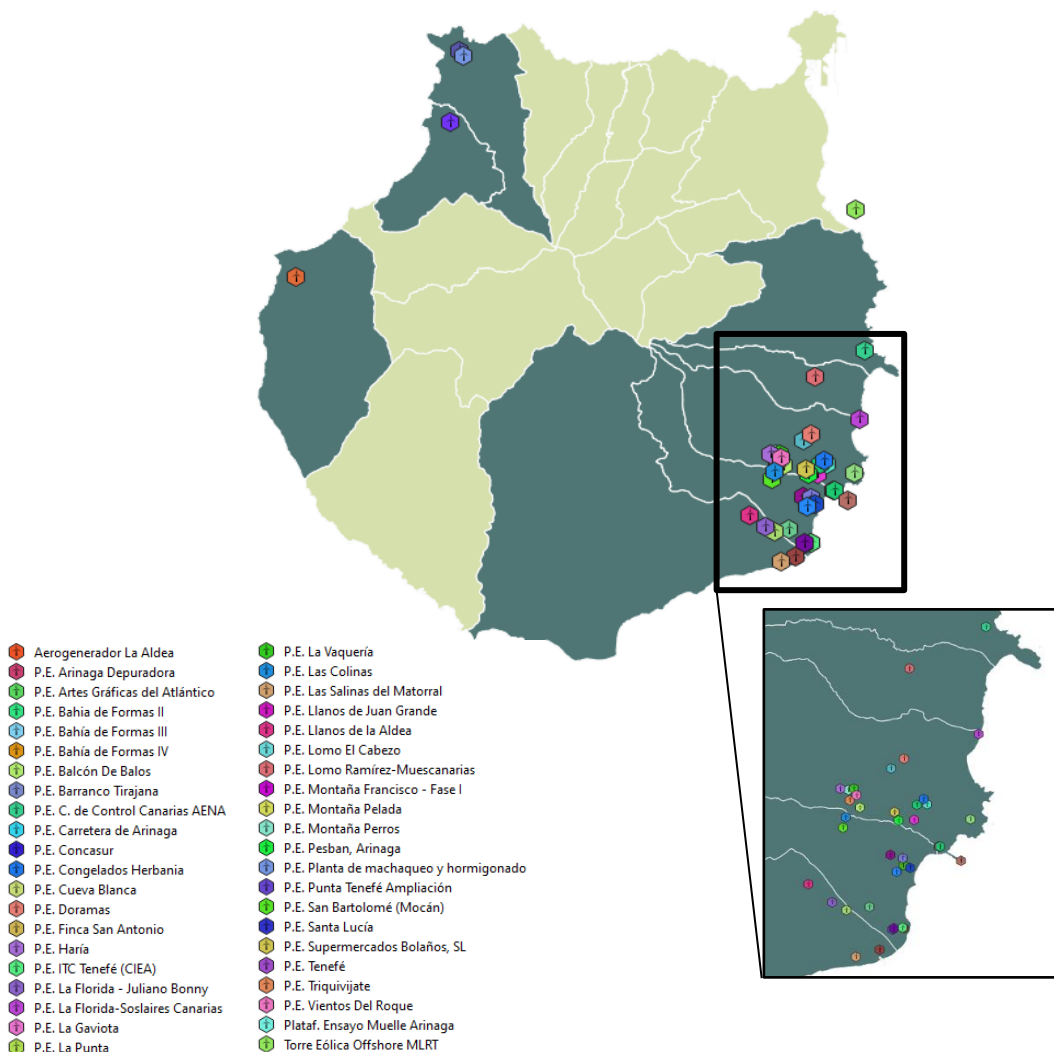 Aerogenerador La Aldea
P.E. Arinaga Depuradora
P.E. Artes Gráficas del Atlántico
P.E. Bahia de Formas II
P.E. Bahía de Formas III
P.E. Bahía de Formas IV
P.E. Balcón De Balos
P.E. Barranco Tirajana
P.E. C. de Control Canarias AENA
P.E. Carretera de Arinaga
P.E. Concasur
P.E. Congelados Herbania
P.E. Cueva Blanca
P.E. Doramas
P.E. Finca San Antonio
P.E. Haría
P.E. ITC Tenefé (CIEA)
P.E. La Florida - Juliano Bonny
P.E. La Florida-Soslaires Canarias
P.E. La Gaviota
P.E. La Punta
P.E. La Vaquería
P.E. Las Colinas
P.E. Las Salinas del Matorral
P.E. Llanos de Juan Grande
P.E. Llanos de la Aldea
P.E. Lomo El Cabezo
P.E. Lomo Ramírez-Muescanarias
P.E. Montaña Francisco - Fase I
P.E. Montaña Pelada
P.E. Montaña Perros
P.E. Pesban, Arinaga
P.E. Planta de machaqueo y hormigonado
P.E. Punta Tenefé Ampliación
P.E. San Bartolomé (Mocán)
P.E. Santa Lucía
P.E. Supermercados Bolaños, SL
P.E. Tenefé
P.E. Triquivijate
P.E. Vientos Del Roque
Plataf. Ensayo Muelle Arinaga
Torre Eólica Offshore MLRT